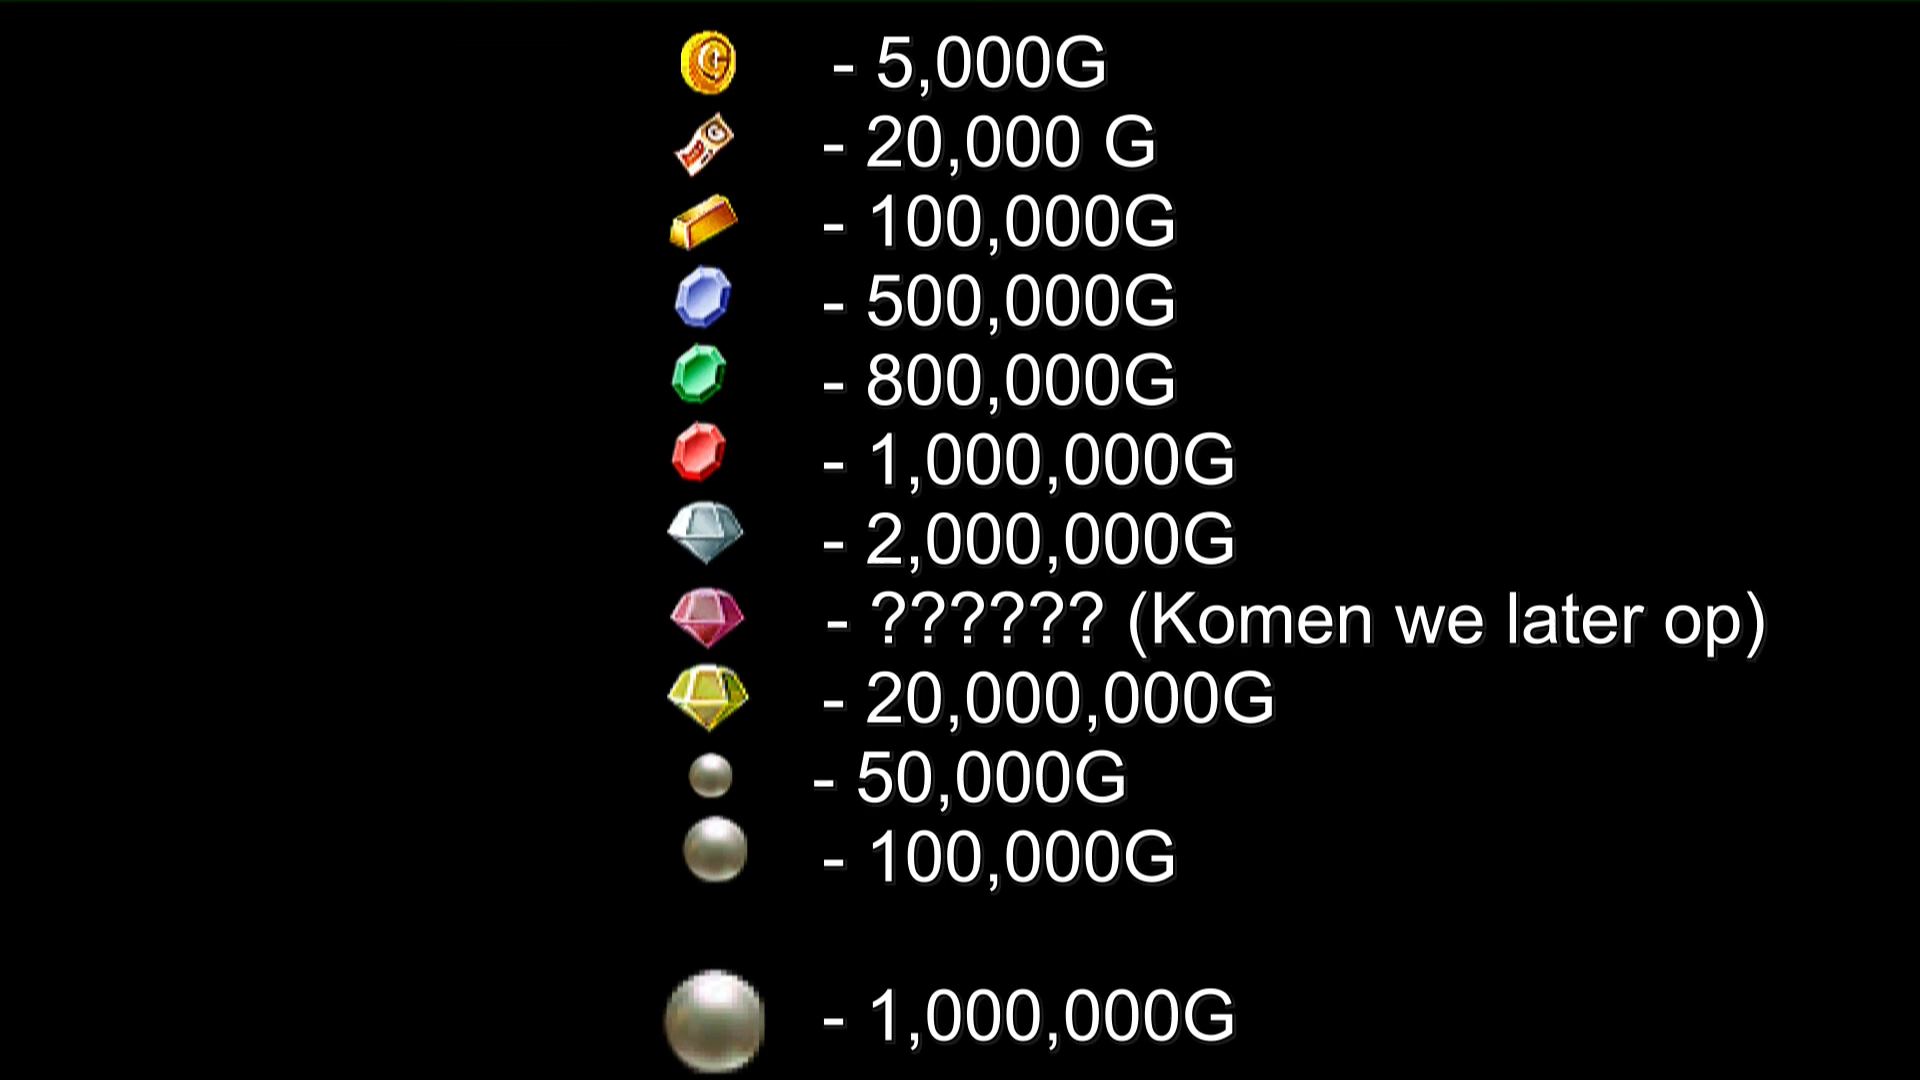 - 5,000G
- 20,000 G
- 100,000G
- 500,000G
- 800,000G
- 1,000,000G
- 2,000,000G
- ?????? (Komen we later op)
- 20,000,000G
- 50,000G
- 100,000G
- 1,000,000G